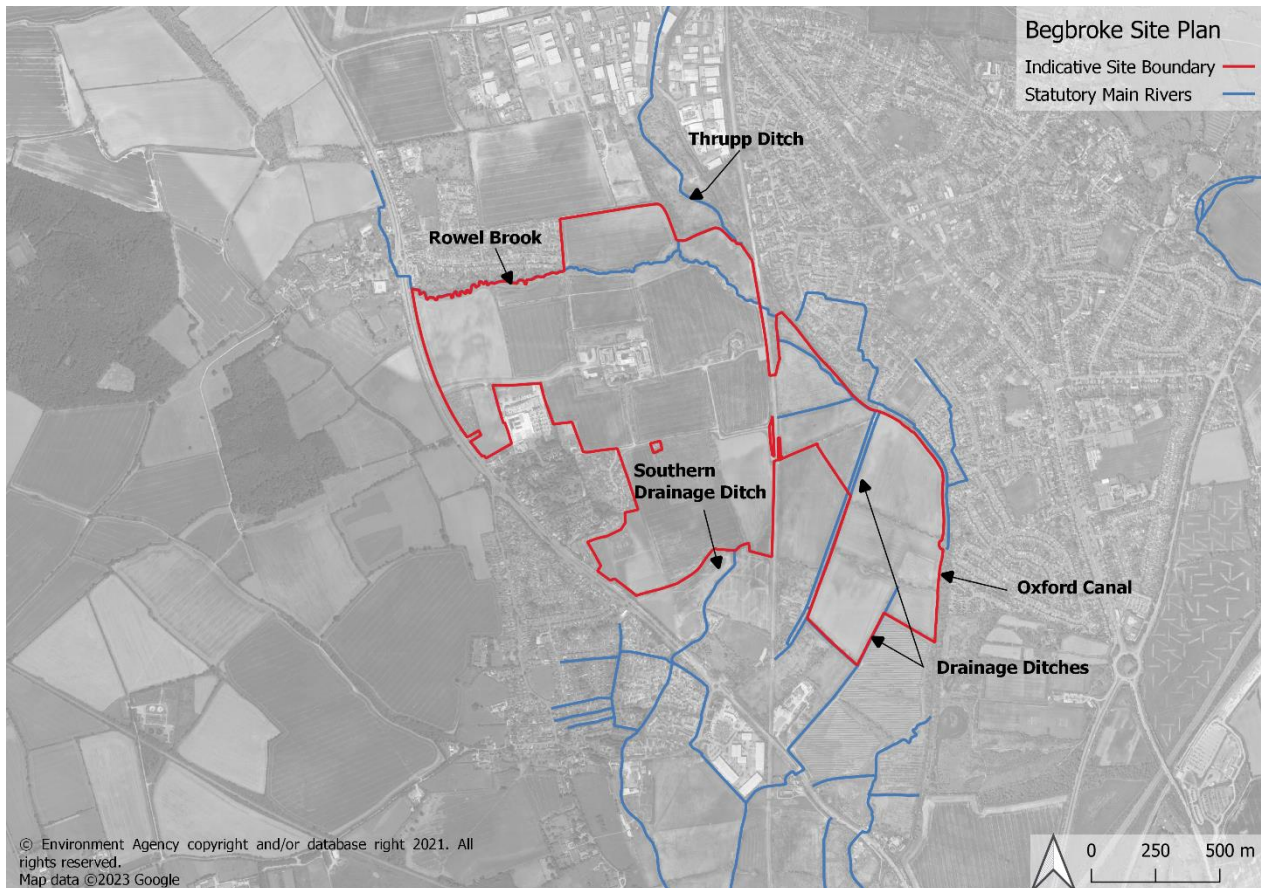 Begbroke Site Plan
Indicative Site Boundary
Statutory Main Rivers
Thrupp Ditch
Rowel Brook
Southern
Drainage Ditch
Oxford Canal
Drainage Ditches
© Environment Agency copyright and/or database right 2021. All
rights reserved.
Map data ©2023 Google
0 250 500 m